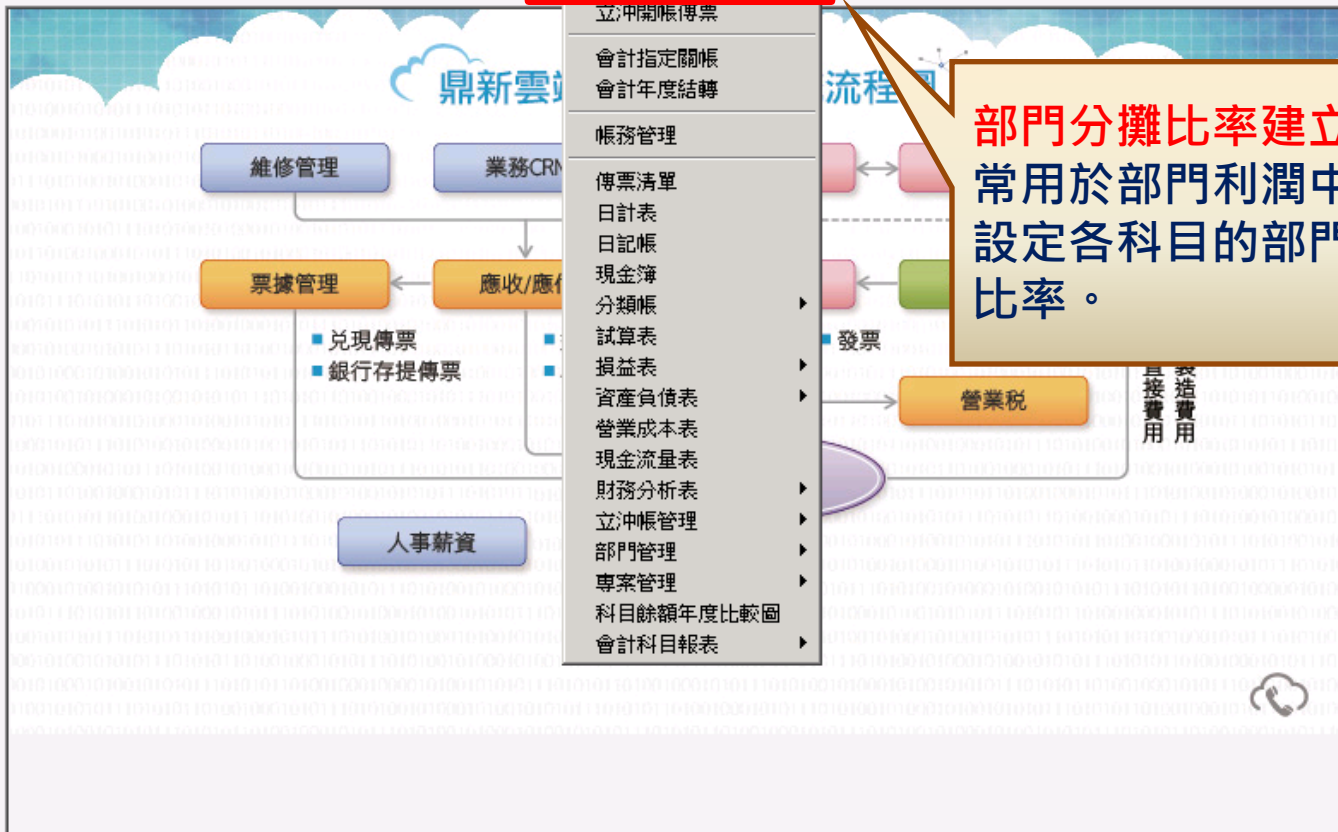 立沖開帳傳票
會計指定關帳
會計年度結轉
帳務管理
傳票清單
日計表
日記帳
現金簿
分類帳
試算表
損益表
資產負債表
營業成本表
現金流量表
財務分析表
立沖帳管理
部門管理
專案管理
科目餘額年度比較圖
會計科目報表
鼎新雲
流程
部門分攤比率建立
常用於部門利潤中
設定各科目的部門
比率。
維修管理
業務CRM
票據管理
應收/應
兌現傳票
銀行存提傳票
發票
營業稅
直接費用
製造費用
人事薪資